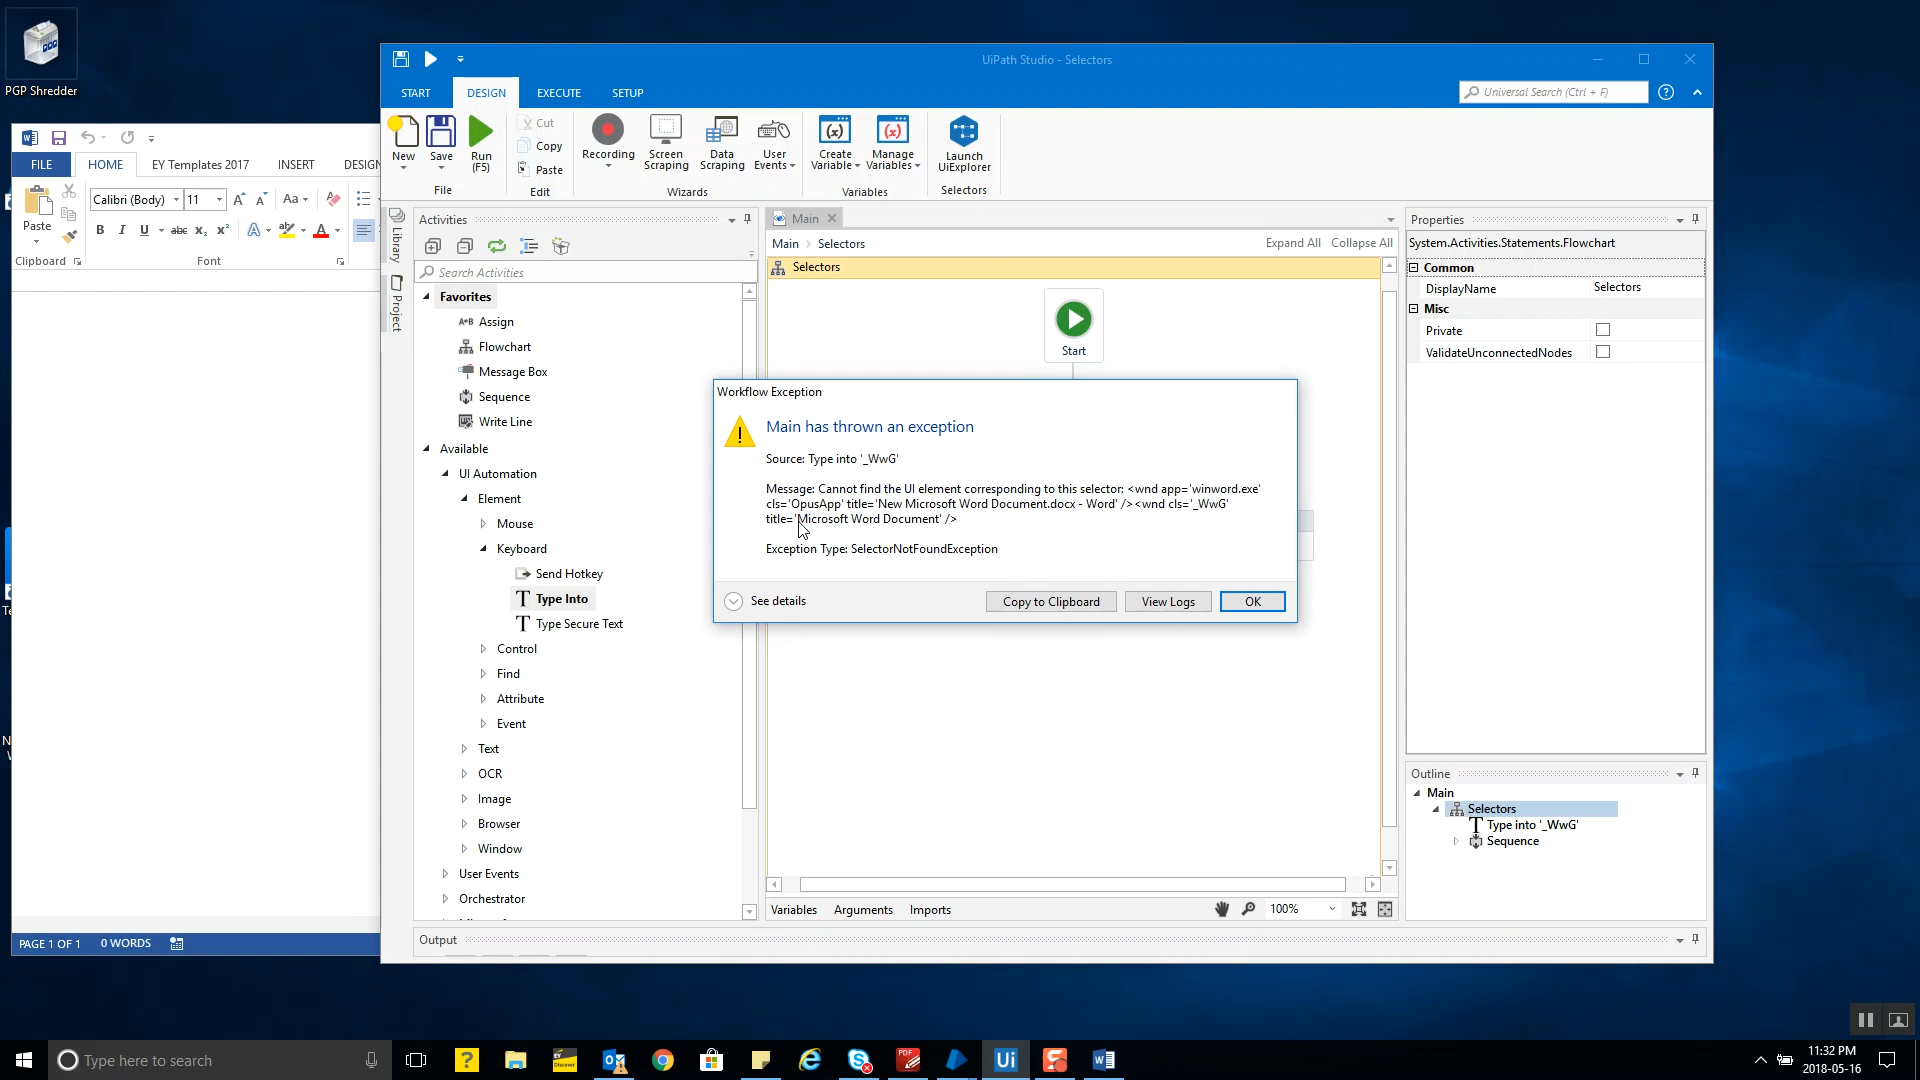 PGP Shredder
UiPath Studio - Selectors
START
DESIGN
EXECUTE
SETUP
Universal Search (Ctrl + F)
New
Save
Run
(F5)
File
Cut
Copy
Paste
Edit
Recording
Screen
Scraping
Data
Scraping
User
Events
Wizards
Create
Variable
Manage
Variables
Variables
Launch
UiExplorer
Selectors
FILE
HOME
EY Templates 2017
INSERT
DESIGN
Paste
Clipboard
Calibri (Body)
11
Aa
B I U abc x₂ x² A A
Font
PAGE 1 OF 1
0 WORDS
Library
Project
Activities
Search Activities
Favorites
A+B Assign
Flowchart
Message Box
Sequence
Write Line
Available
UI Automation
Element
Mouse
Keyboard
Send Hotkey
Type Into
Type Secure Text
Control
Find
Attribute
Event
Text
OCR
Image
Browser
Window
User Events
Orchestrator
Main
Main > Selectors
Expand All
Collapse All
Selectors
Start
Workflow Exception
Main has thrown an exception
Source: Type into '_WwG'
Message: Cannot find the UI element corresponding to this selector: <wnd app='winword.exe'
cls='OpusApp' title='New Microsoft Word Document.docx - Word' /><wnd cls='_WwG'
title='Microsoft Word Document' />
Exception Type: SelectorNotFoundException
See details
Copy to Clipboard
View Logs
OK
Variables
Arguments
Imports
100%
Output
Properties
System.Activities.Statements.Flowchart
Common
DisplayName
Selectors
Misc
Private
ValidateUnconnectedNodes
Outline
Main
Selectors
Type into '_WwG'
Sequence
Type here to search
Ui
PDF
11:32 PM
2018-05-16